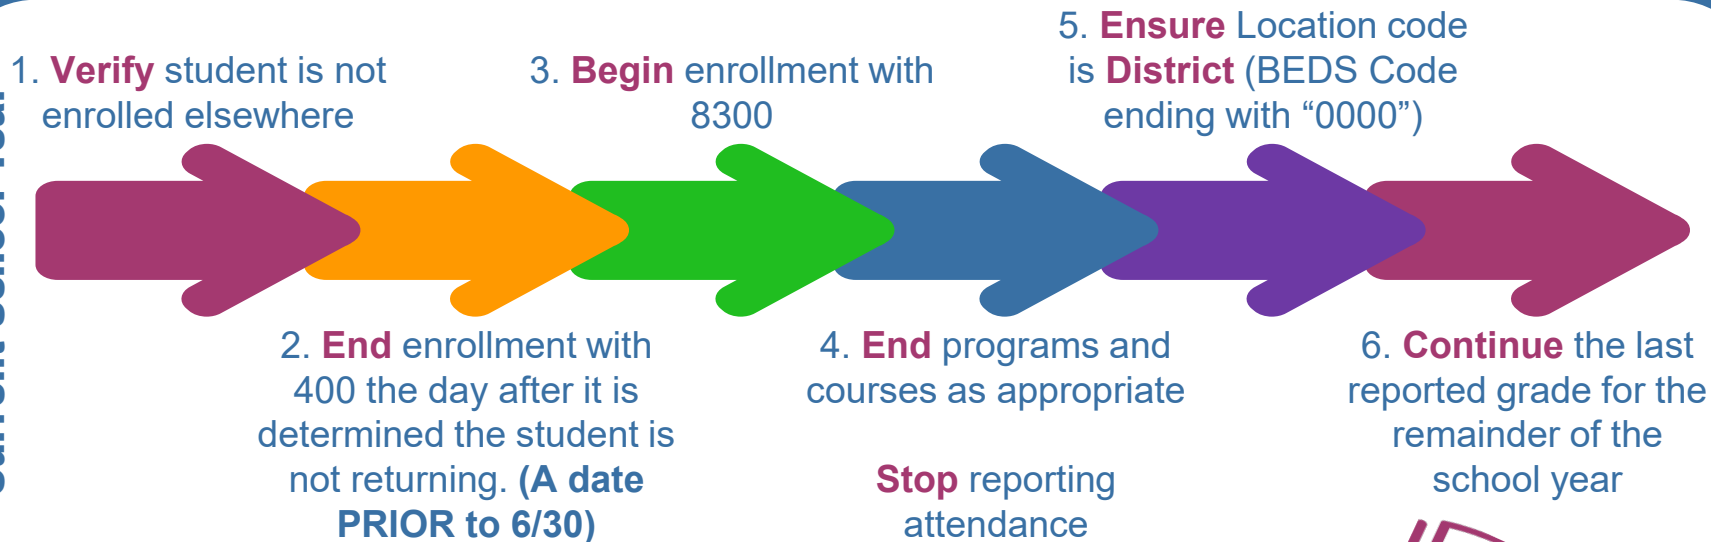 1. Verify student is not
enrolled elsewhere
2. End enrollment with
400 the day after it is
determined the student is
not returning. (A date
PRIOR to 6/30)
3. Begin enrollment with
8300
4. End programs and
courses as appropriate
Stop reporting
attendance
5. Ensure Location code
is District (BEDS Code
ending with “0000”)
6. Continue the last
reported grade for the
remainder of the
school year